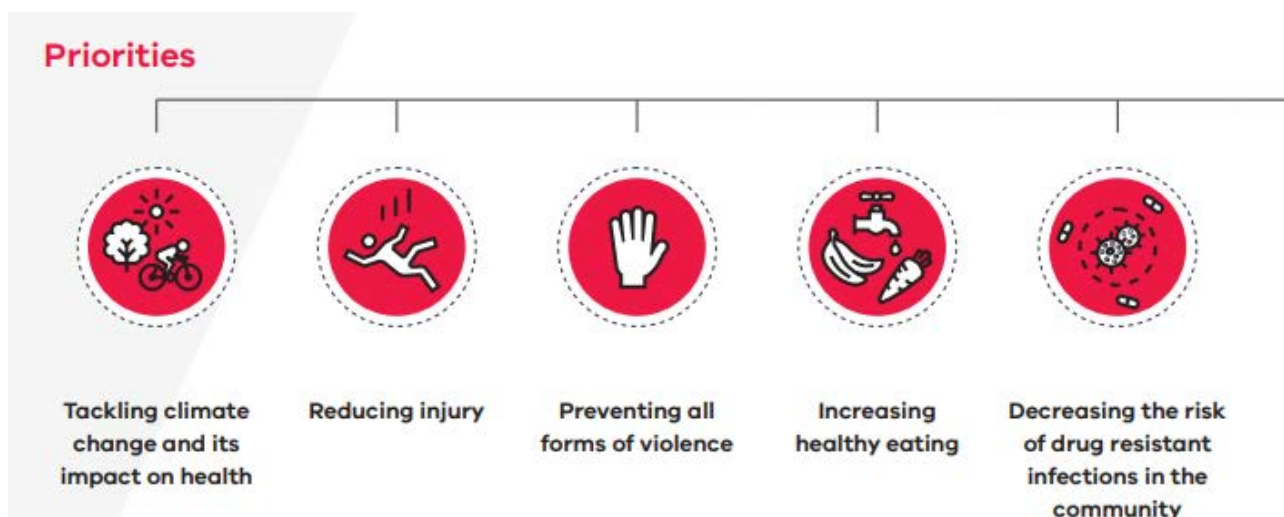 Priorities
Tackling climate
change and its
impact on health
Reducing injury
Preventing all
forms of violence
Increasing
healthy eating
Decreasing the risk
of drug resistant
infections in the
community